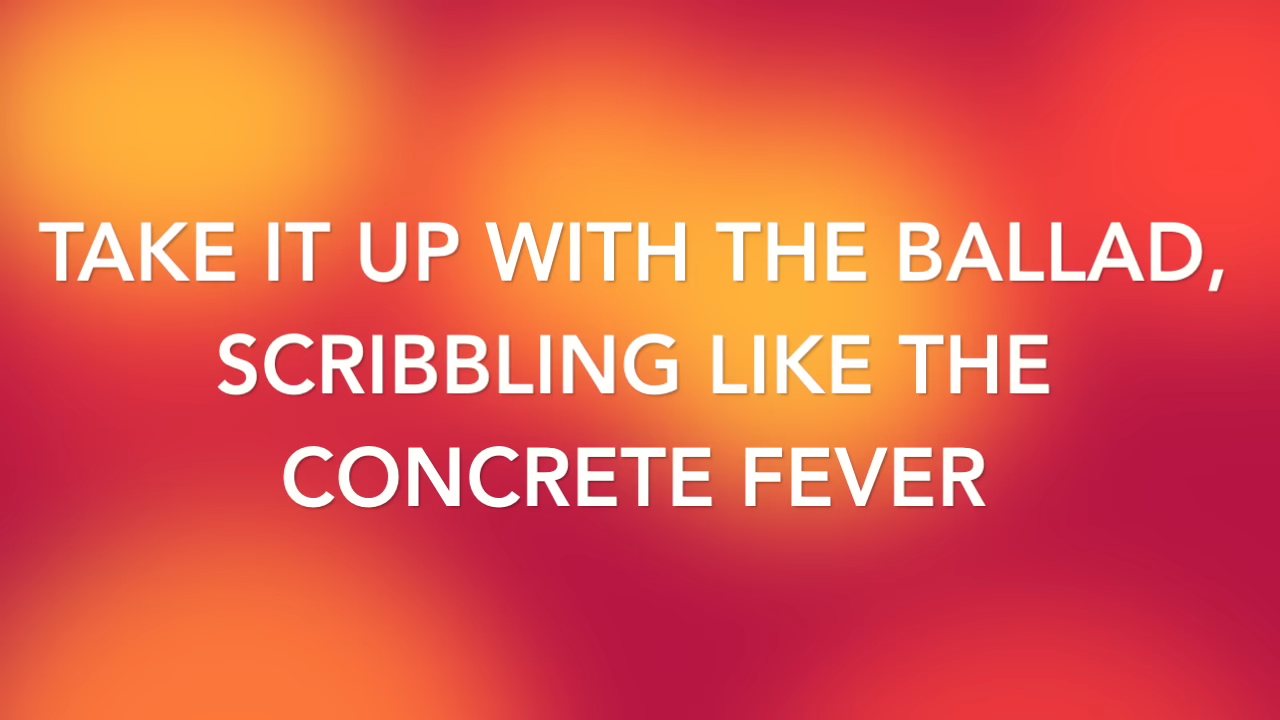 TAKE IT UP WITH THE BALLAD,
SCRIBBLING LIKE THE
CONCRETE FEVER